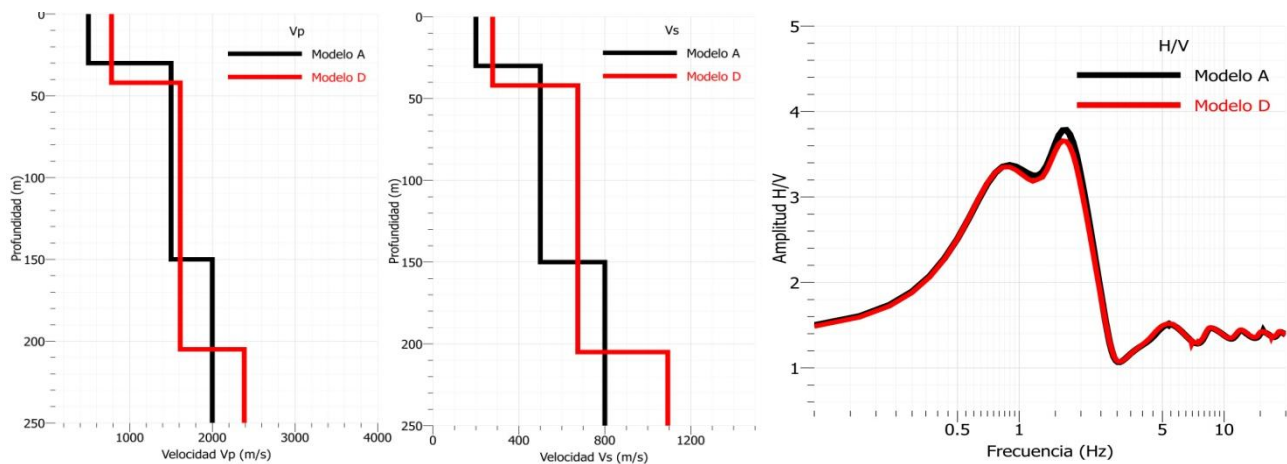 Vp
Modelo A
Modelo D
0
50
100
150
200
250
Profundidad (m)
1000
2000
3000
4000
Velocidad Vp (m/s)
Vs
Modelo A
Modelo D
0
50
100
150
200
250
Profundidad (m)
0
400
800
1200
Velocidad Vs (m/s)
H/V
Modelo A
Modelo D
5
4
3
2
1
Amplitud H/V
0.5
1
5
10
Frecuencia (Hz)